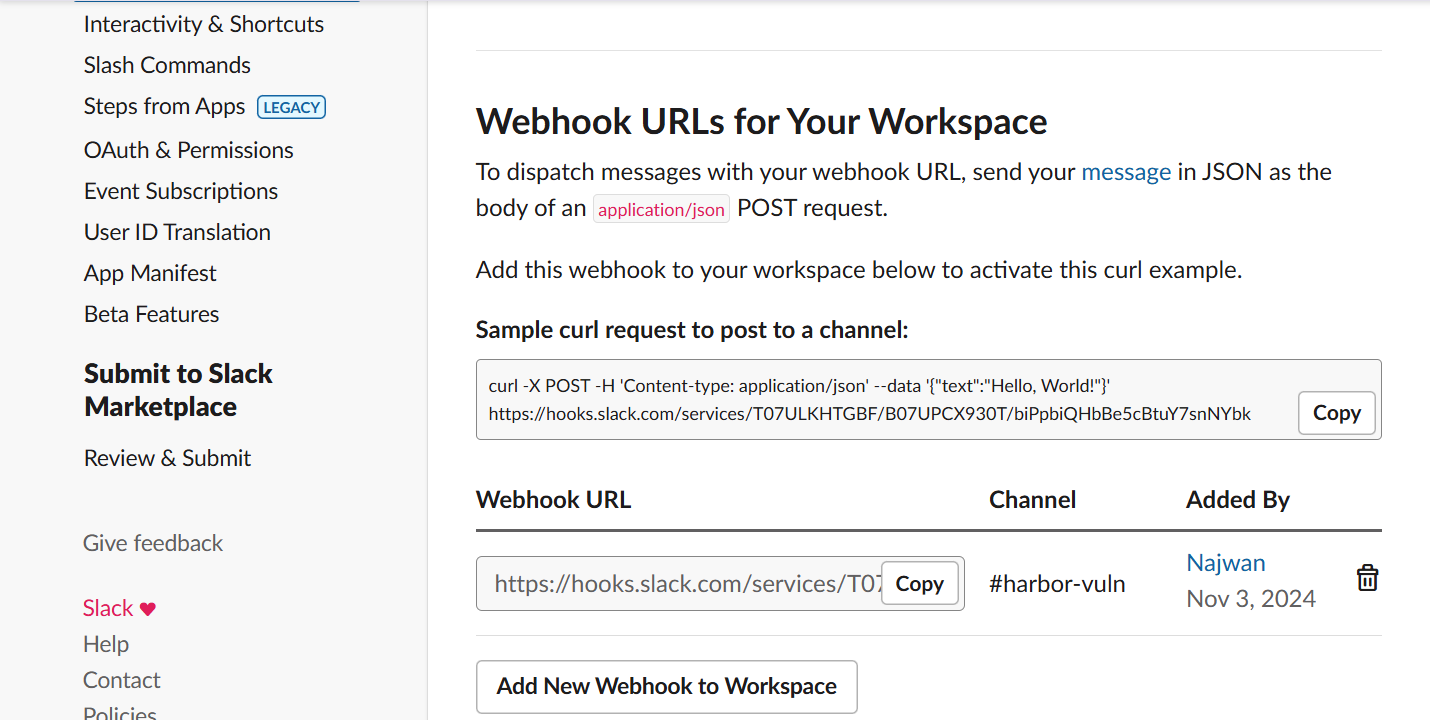 Interactivity & Shortcuts
Slash Commands
Steps from Apps LEGACY
OAuth & Permissions
Event Subscriptions
User ID Translation
App Manifest
Beta Features
Submit to Slack
Marketplace
Review & Submit
Give feedback
Slack
Help
Contact
Policies
Webhook URLs for Your Workspace
To dispatch messages with your webhook URL, send your message in JSON as the
body of an application/json POST request.
Add this webhook to your workspace below to activate this curl example.
Sample curl request to post to a channel:
curl -X POST -H 'Content-type: application/json' --data '{"text":"Hello, World!"}'
https://hooks.slack.com/services/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
Copy
Webhook URL Channel Added By
https://hooks.slack.com/services/T07 Copy #harbor-vuln Najwan
Nov 3, 2024
Add New Webhook to Workspace